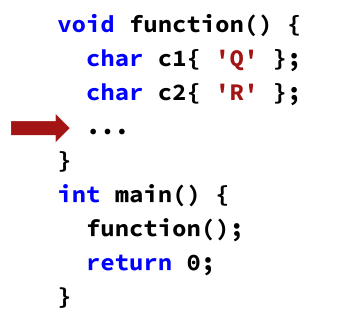 void function() {
  char c1{ 'Q' };
  char c2{ 'R' };
  ...
}
int main() {
  function();
  return 0;
}